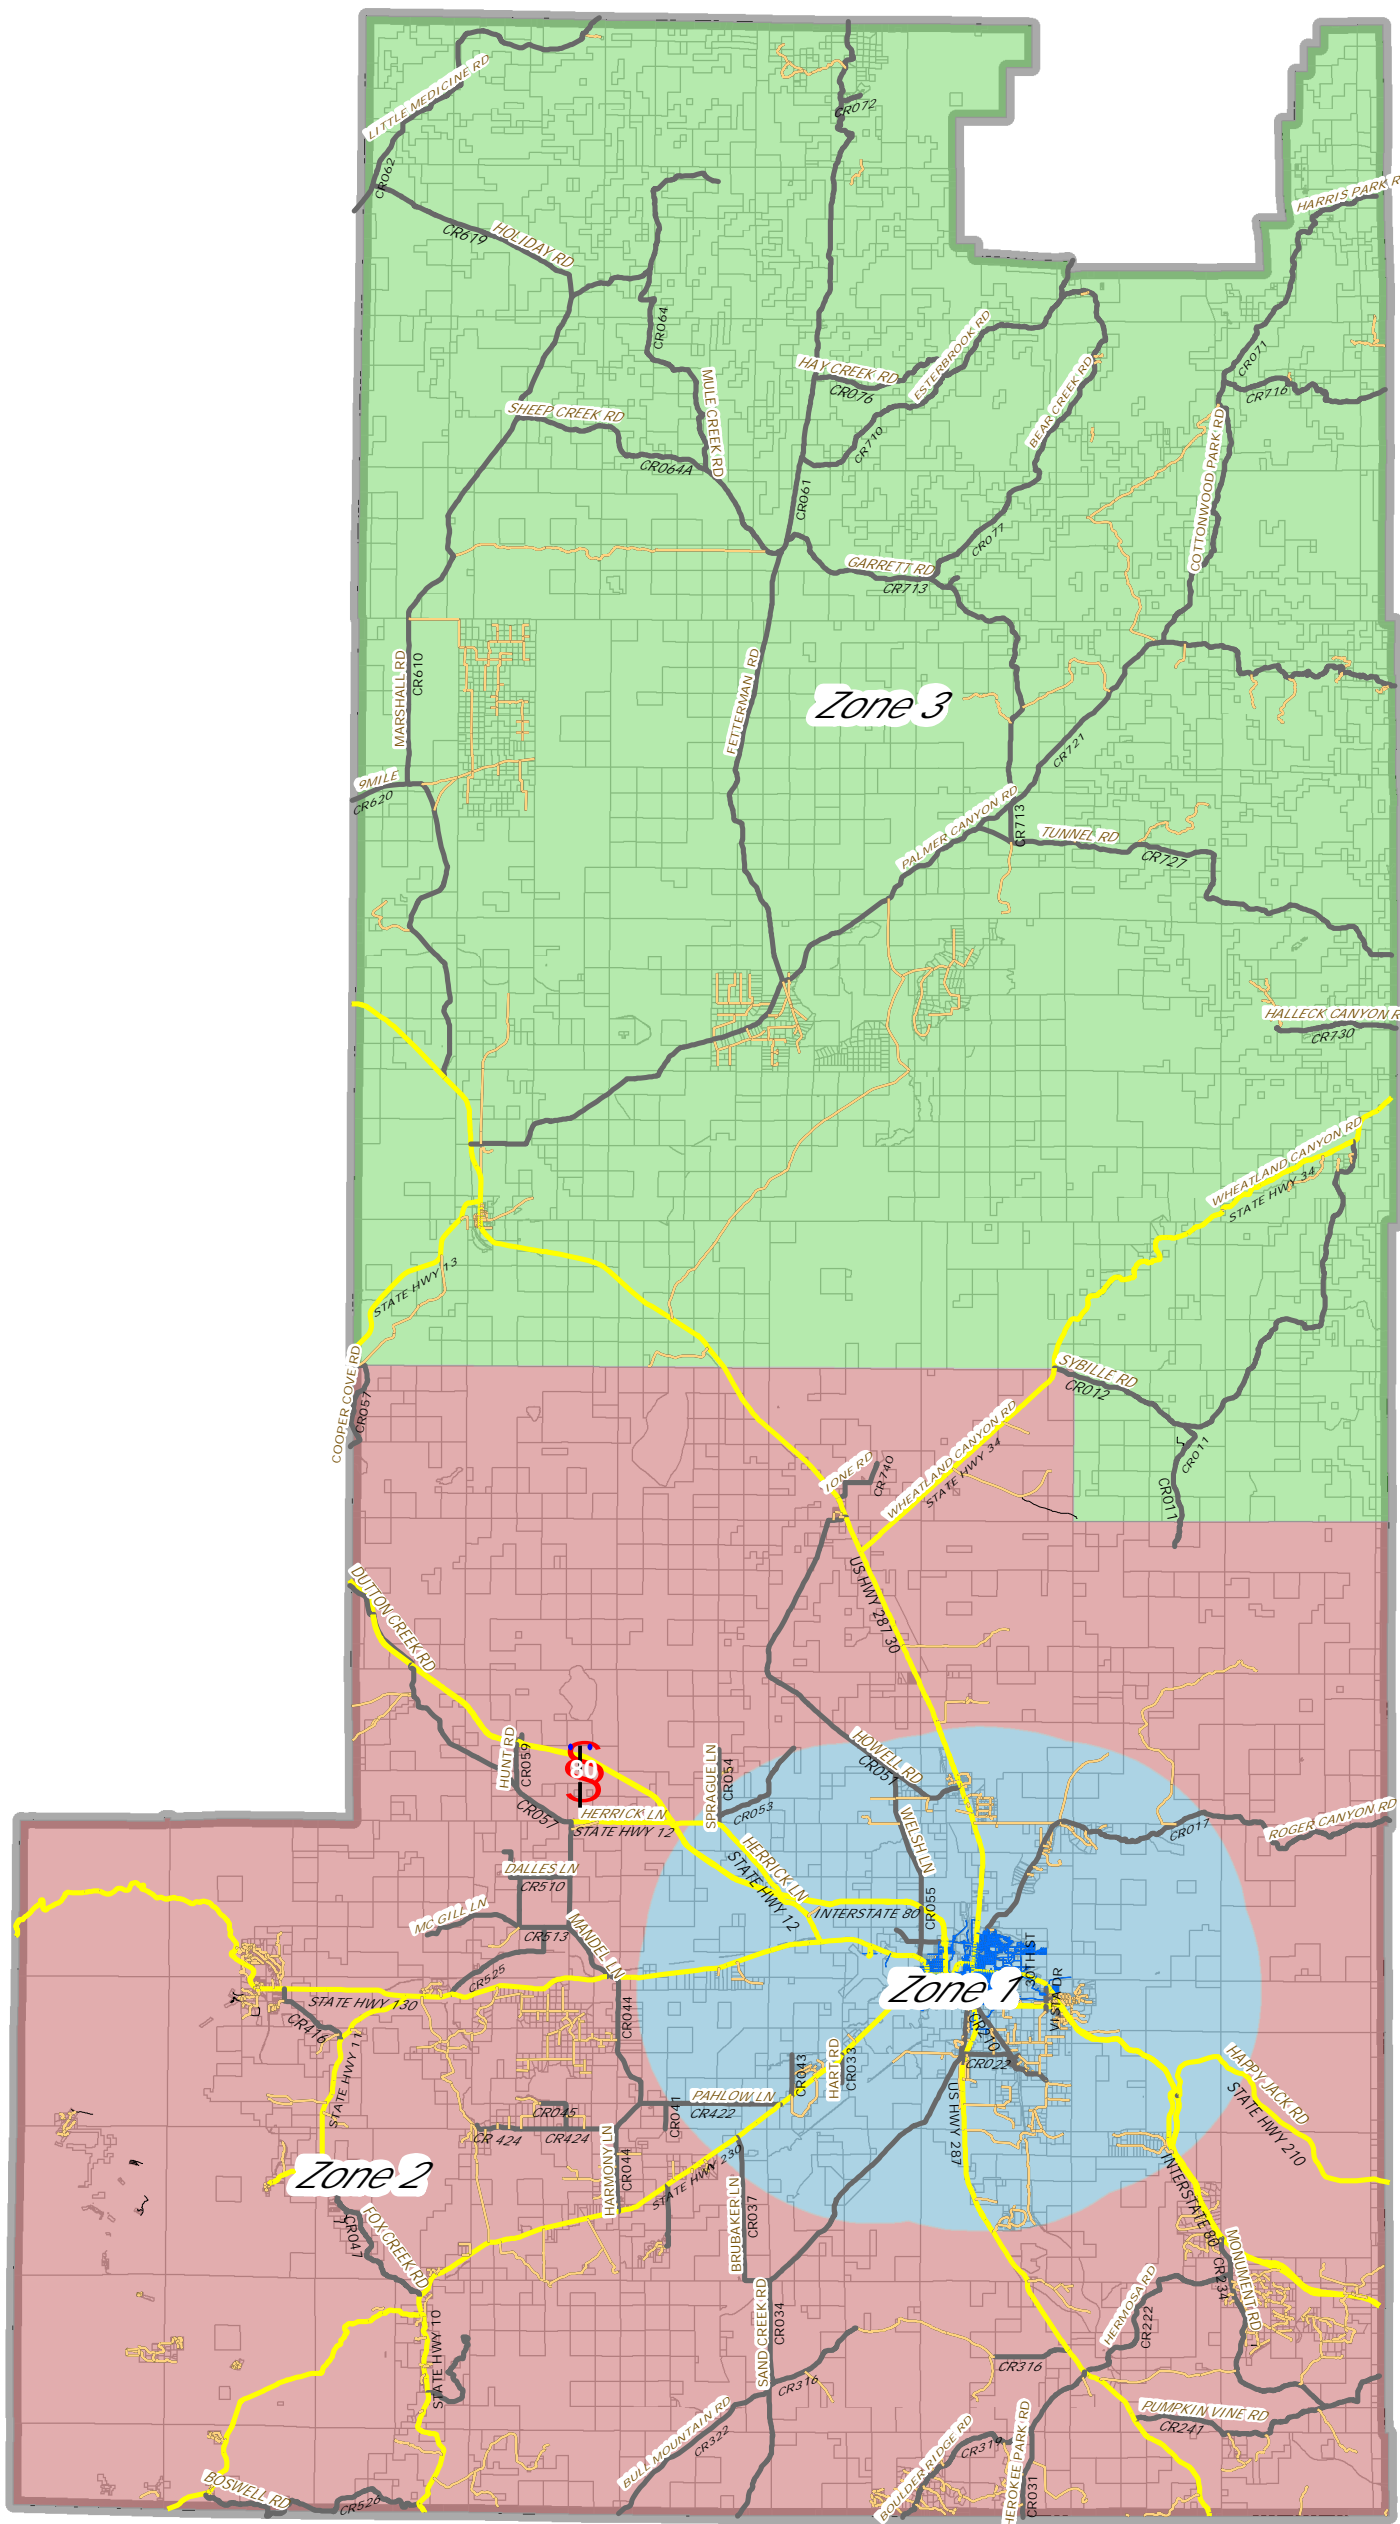 LITTLE MEDICINE RD
CR072
CR062
HARRIS PARK R
CR619
HOLIDAY RD
CR064
ESTERBROOK RD
HAY CREEK RD
CR076
CR071
CR716
MULE CREEK RD
BEAR CREEK RD
SHEEP CREEK RD
CR710
COTTONWOOD PARK RD
CR064A
CR061
CR077
GARRETT RD
CR713
MARSHALL RD
CR610
FETTERMAN RD
Zone 3
CR721
9MILE
CR620
PALMER CANYON RD
CR713
TUNNEL RD
CR727
HALLECK CANYON R
CR730
WHEATLAND CANYON RD
STATE HWY 34
STATE HWY 13
COOPER COVE RD
CR057
SYBILLE RD
CR012
WHEATLAND CANYON RD
STATE HWY 34
CR011
CR011
IONE RD
CR740
US HWY 287 30
DUTTON CREEK RD
HUNT RD
CR059
80
SPRAGUE LN
CR054
HOWELL RD
CR051
CR057
HERRICK LN
STATE HWY 12
CR053
WELSH LN
CR017
ROGER CANYON RD
HERRICK LN
STATE HWY 12
DALLES LN
CR510
CR055
INTERSTATE 80
MC GILL LN
CR513
MANDEL LN
CR525
30TH ST
Zone 1
VISTA DR
STATE HWY 130
CR416
CR044
CR210
CR022
STATE HWY 11
HART RD
CR033
CR043
US HWY 287
HAPPY JACK RD
STATE HWY 210
PAHLOW LN
CR422
CR041
CR045
CR 424
CR424
HARMONY LN
CR044
STATE HWY 230
INTERSTATE 80
Zone 2
BRUBAKER LN
CR037
CR047
FOX CREEK RD
MONUMENT RD
CR234
HERMOSA RD
CR222
SAND CREEK RD
CR034
STATE HWY 10
CR316
CR316
BULL MOUNTAIN RD
CR322
PUMPKIN VINE RD
CR241
BOULDER RIDGE RD
CR319
HEROKEE PARK RD
CR031
BOSWELL RD
CR526